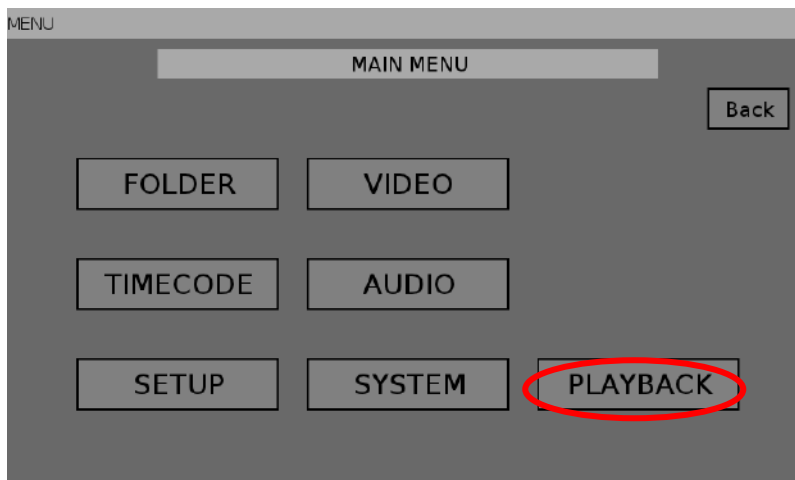 MENU
MAIN MENU
Back
FOLDER VIDEO
TIMECODE AUDIO
SETUP SYSTEM PLAYBACK